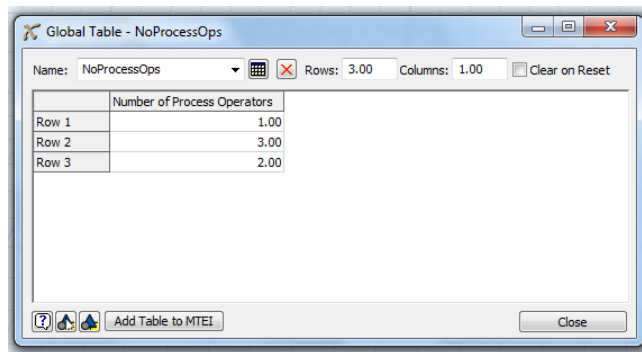 Global Table - NoProcessOps
Name: NoProcessOps Rows: 3.00 Columns: 1.00 Clear on Reset
Number of Process Operators
Row 1 1.00
Row 2 3.00
Row 3 2.00
? Add Table to MTEI Close